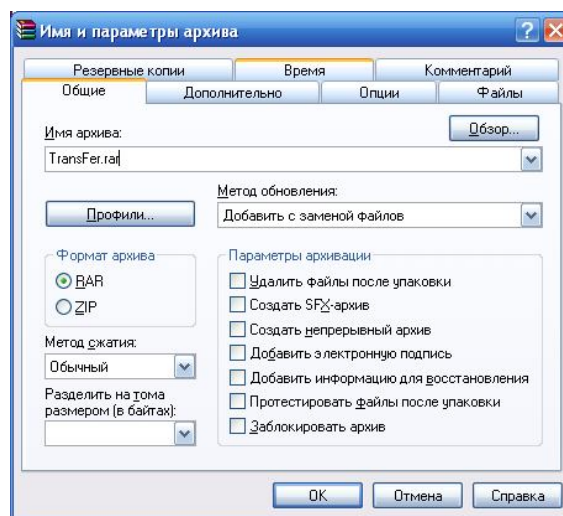 Имя и параметры архива
Резервные копии Время Комментарий
Общие Дополнительно Опции Файлы
Имя архива:
Обзор...
TransFer.rar
Метод обновления:
Профили...
Добавить с заменой файлов
Формат архива
RAR
ZIP
Метод сжатия:
Обычный
Разделить на тома
размером (в байтах):
Параметры архивации
Удалить файлы после упаковки
Создать SFX-архив
Создать непрерывный архив
Добавить электронную подпись
Добавить информацию для восстановления
Протестировать файлы после упаковки
Заблокировать архив
OK Отмена Справка